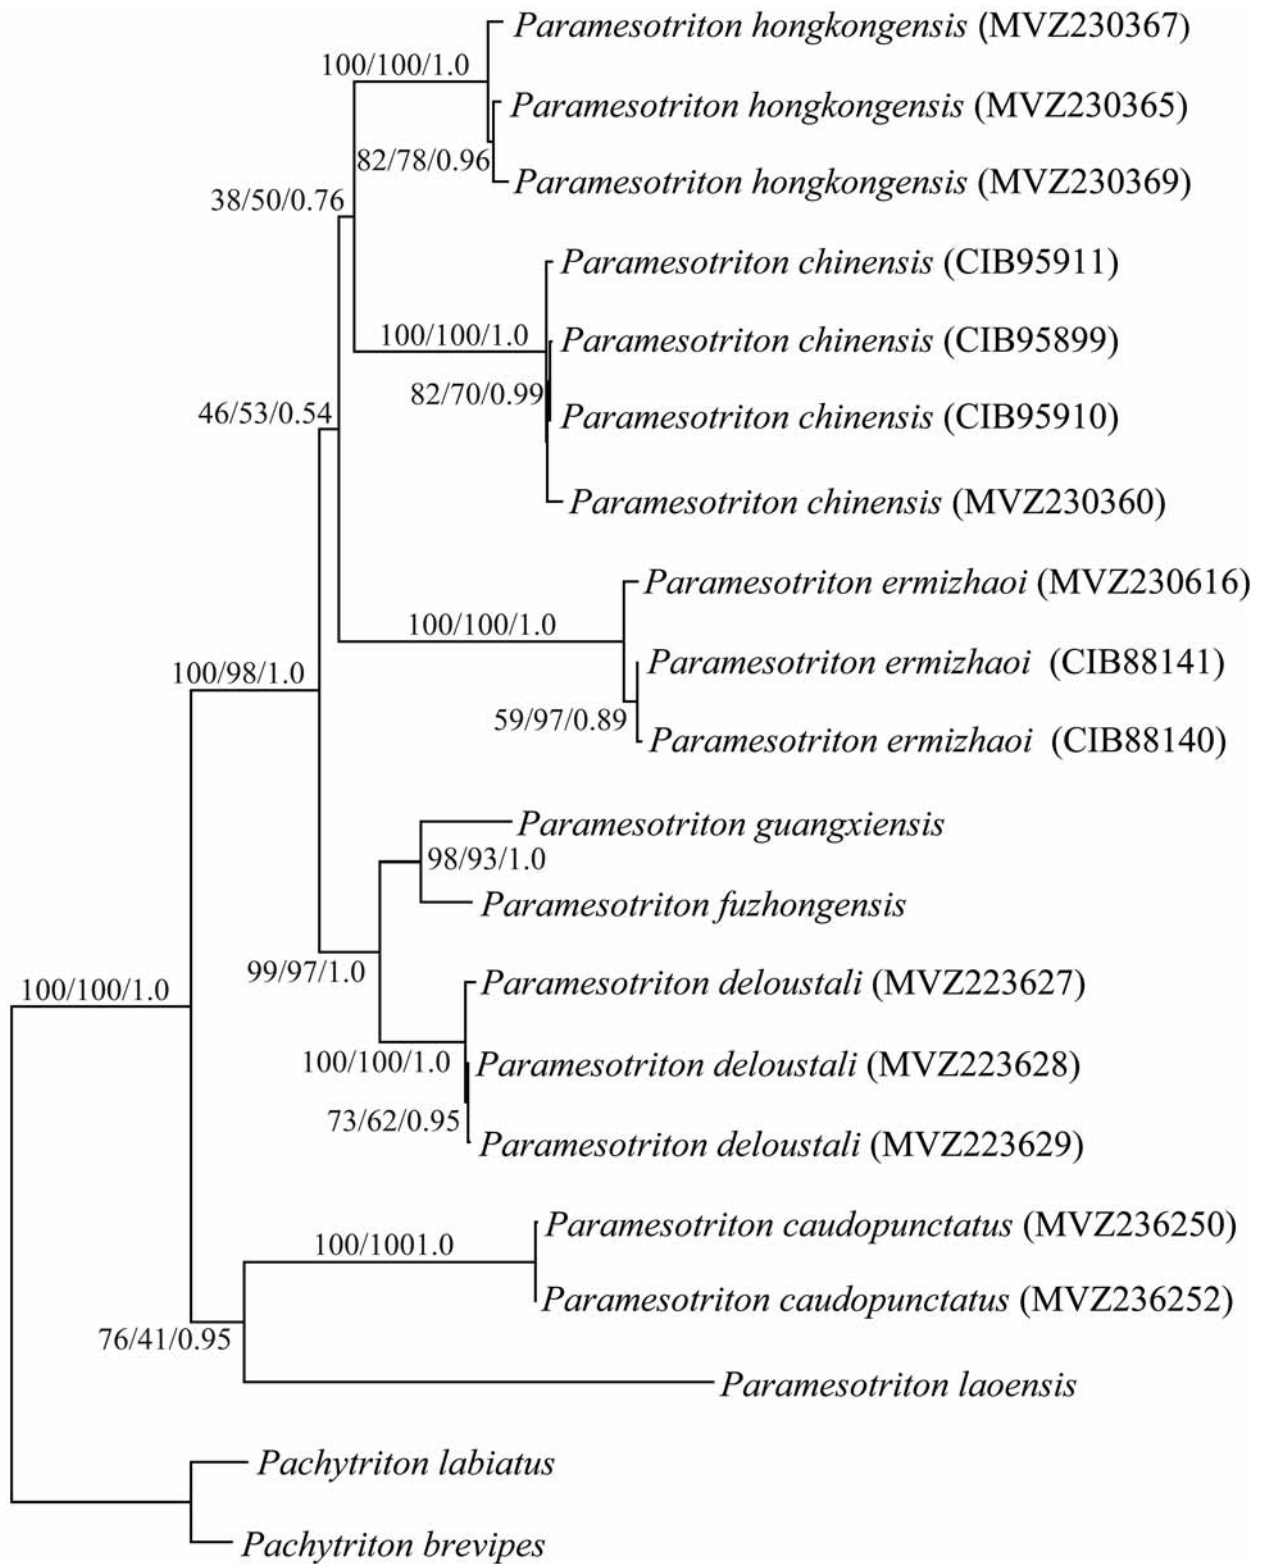 Paramesotriton hongkongensis (MVZ230367)
100/100/1.0
Paramesotriton hongkongensis (MVZ230365)
82/78/0.96
Paramesotriton hongkongensis (MVZ230369)
38/50/0.76
Paramesotriton chinensis (CIB95911)
100/100/1.0
Paramesotriton chinensis (CIB95899)
82/70/0.99
46/53/0.54
Paramesotriton chinensis (CIB95910)
Paramesotriton chinensis (MVZ230360)
Paramesotriton ermizhaoi (MVZ230616)
100/100/1.0
100/98/1.0
Paramesotriton ermizhaoi (CIB88141)
59/97/0.89
Paramesotriton ermizhaoi (CIB88140)
Paramesotriton guangxiensis
98/93/1.0
Paramesotriton fuzhongensis
99/97/1.0
100/100/1.0
Paramesotriton deloustali (MVZ223627)
100/100/1.0
Paramesotriton deloustali (MVZ223628)
73/62/0.95
Paramesotriton deloustali (MVZ223629)
Paramesotriton caudopunctatus (MVZ236250)
100/1001.0
Paramesotriton caudopunctatus (MVZ236252)
76/41/0.95
Paramesotriton laoensis
Pachytriton labiatus
Pachytriton brevipes